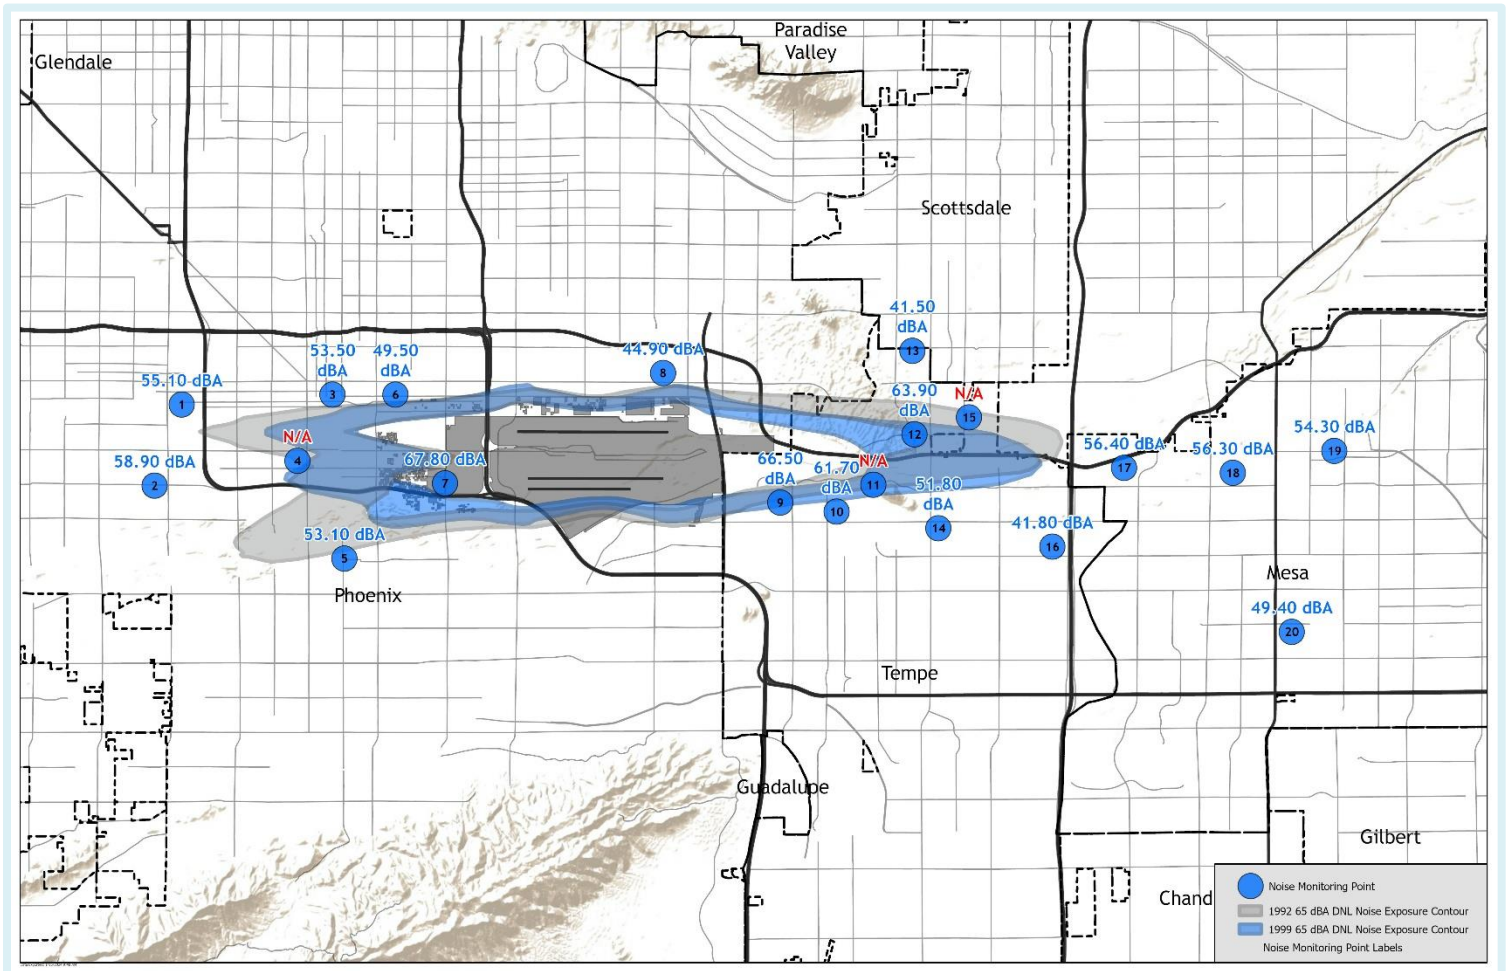 Paradise
Valley
Glendale
Scottsdale
41.50
dBA
13
53.50
dBA
3
49.50
dBA
6
44.90 dBA
8
55.10 dBA
1
63.90
dBA
12
N/A
15
N/A
4
58.90 dBA
2
67.80 dBA
7
66.50
dBA
9
61.70
dBA
10
N/A
11
51.80
dBA
14
56.40 dBA
17
56.30 dBA
18
54.30 dBA
19
41.80 dBA
16
53.10 dBA
5
Phoenix
Mesa
49.40 dBA
20
Tempe
Guadalupe
Gilbert
Chand
Noise Monitoring Point
1992 65 dBA DNL Noise Exposure Contour
1999 65 dBA DNL Noise Exposure Contour
Noise Monitoring Point Labels